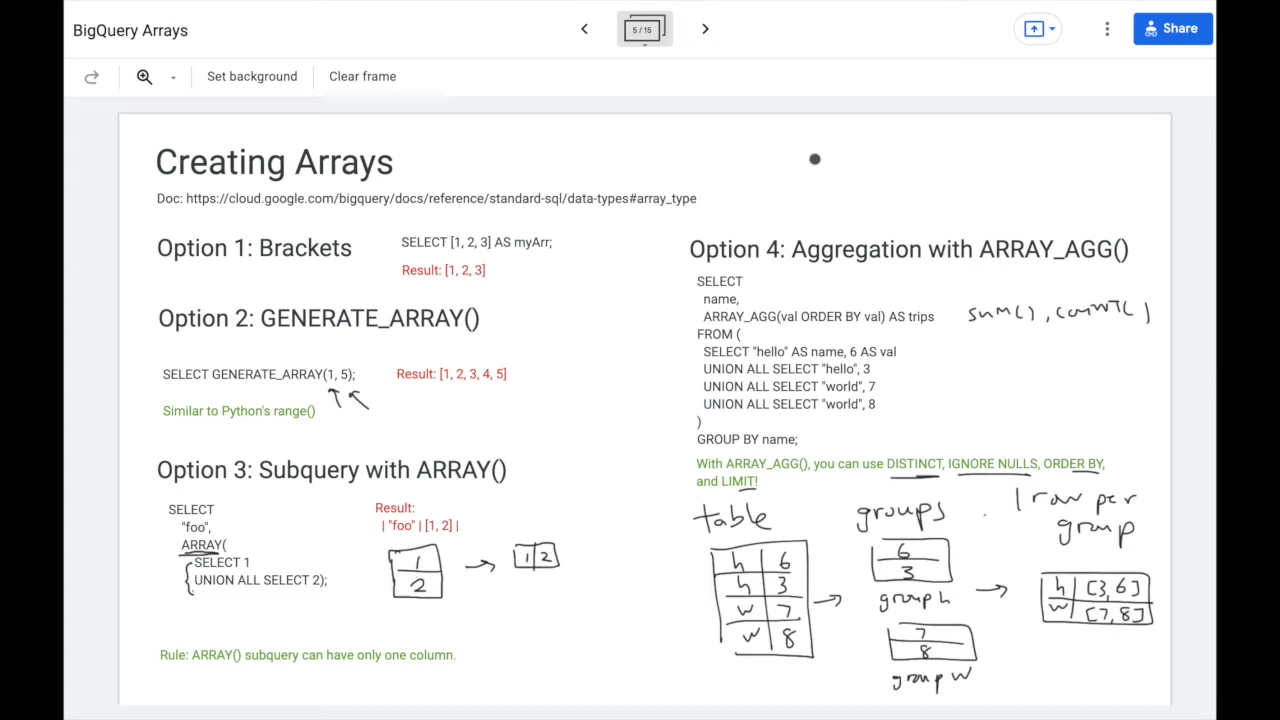 BigQuery Arrays
5 / 15
Share
Set background
Clear frame
Creating Arrays
Doc: https://cloud.google.com/bigquery/docs/reference/standard-sql/data-types#array_type
Option 1: Brackets
SELECT [1, 2, 3] AS myArr;
Result: [1, 2, 3]
Option 2: GENERATE_ARRAY()
SELECT GENERATE_ARRAY(1, 5);
Result: [1, 2, 3, 4, 5]
Similar to Python's range()
Option 3: Subquery with ARRAY()
SELECT
"foo",
ARRAY(
SELECT 1
UNION ALL SELECT 2);
Result:
| "foo" | [1, 2] |
1
2
1 2
Rule: ARRAY() subquery can have only one column.
Option 4: Aggregation with ARRAY_AGG()
SELECT
name,
ARRAY_AGG(val ORDER BY val) AS trips
FROM (
SELECT "hello" AS name, 6 AS val
UNION ALL SELECT "hello", 3
UNION ALL SELECT "world", 7
UNION ALL SELECT "world", 8
)
GROUP BY name;
SUM(), COUNT()
With ARRAY_AGG(), you can use DISTINCT, IGNORE NULLS, ORDER BY,
and LIMIT!
table
h 6
h 3
w 7
w 8
groups
6
3
group h
7
8
group w
1 row per
group
h [3, 6]
w [7, 8]